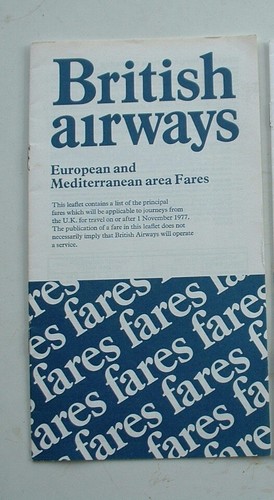 British
airways
European and
Mediterranean area Fares
This leaflet contains a list of the principal
fares which will be applicable to journeys from
the U.K. for travel on or after 1 November 1977.
The publication of a fare in this leaflet does not
necessarily imply that British Airways will operate
a service.
fares fares fares
fares fares fares
fares fares fares
fares fares fares